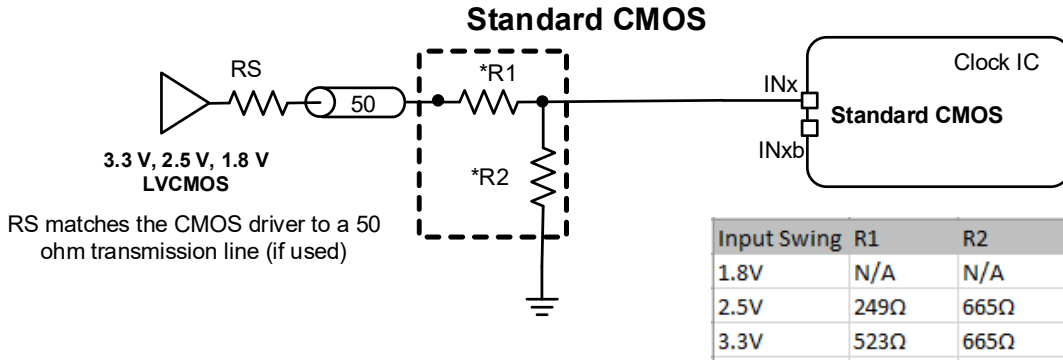 Standard CMOS
RS
50
*R1
*R2
INx
INxb
Clock IC
Standard CMOS
3.3 V, 2.5 V, 1.8 V
LVCMOS
RS matches the CMOS driver to a 50
ohm transmission line (if used)
Input Swing R1 R2
1.8V N/A N/A
2.5V 249Ω 665Ω
3.3V 523Ω 665Ω